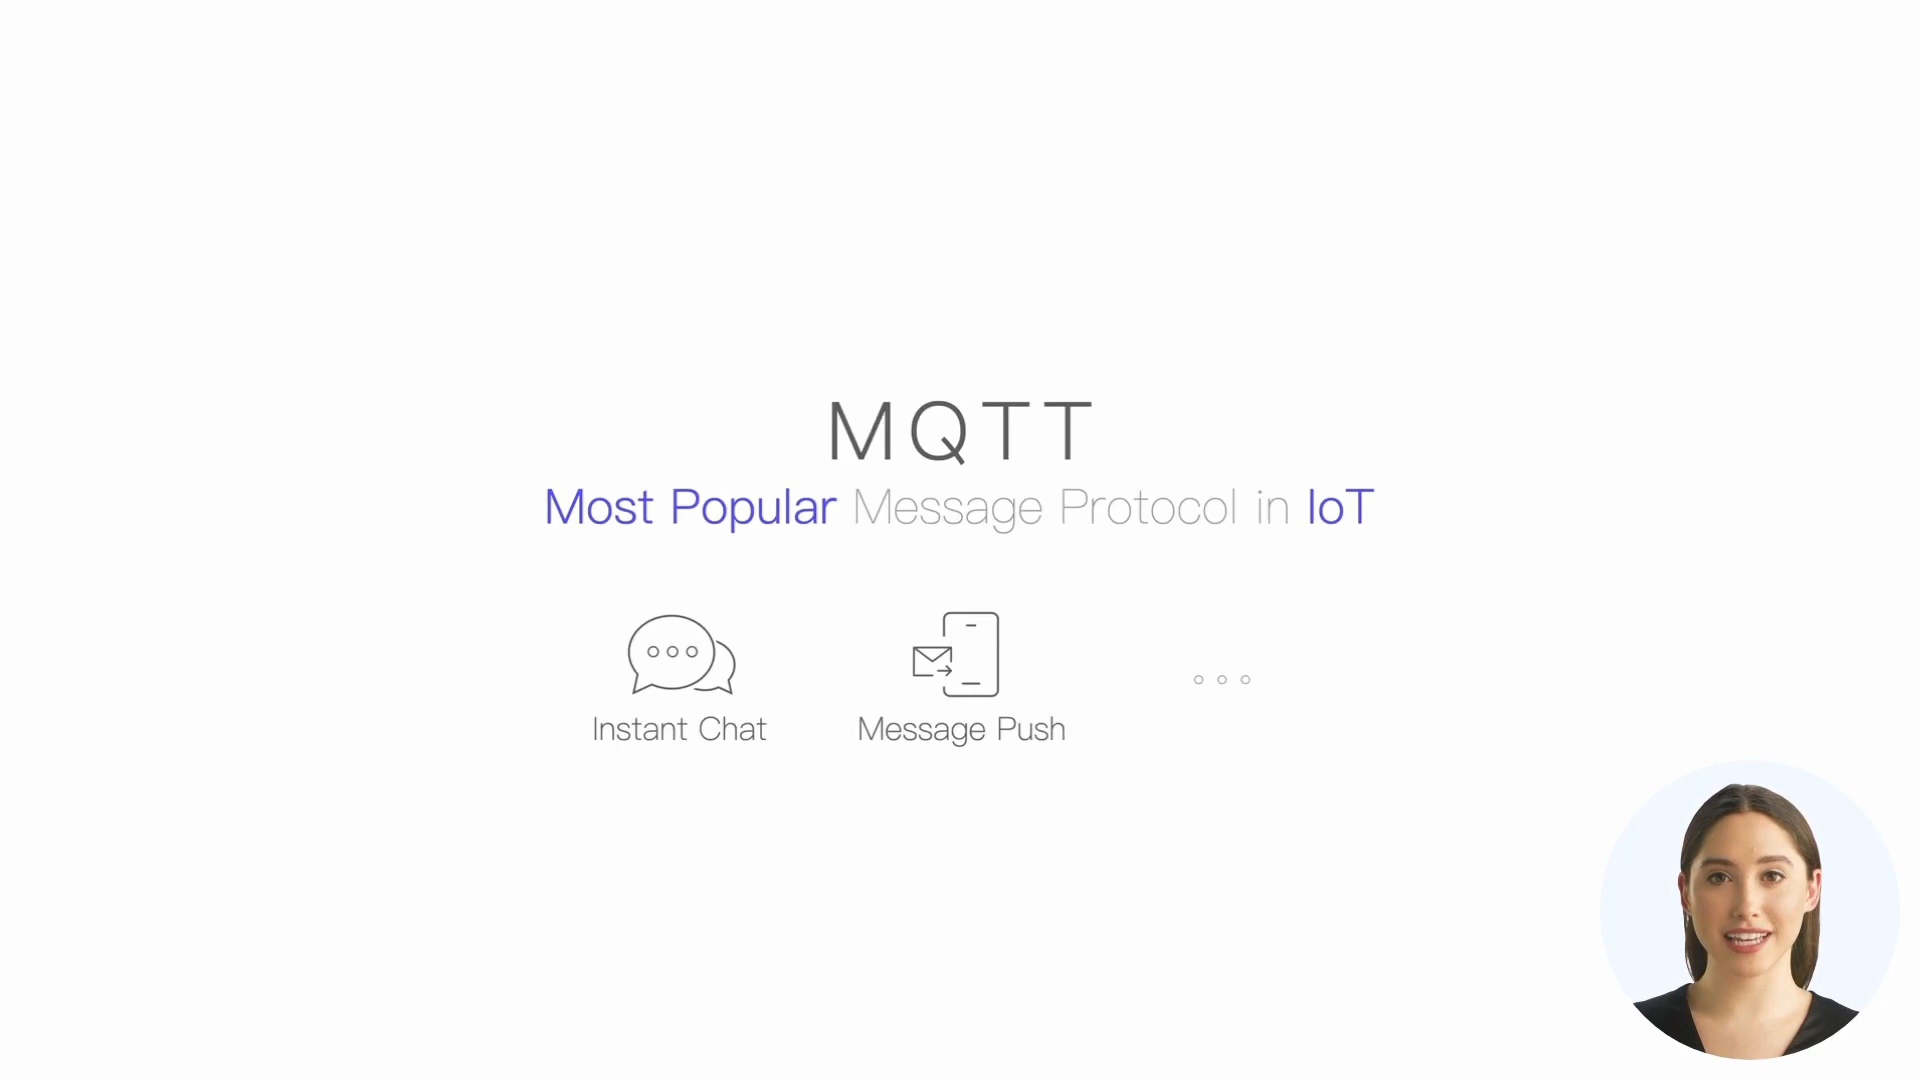 MQTT
Most Popular Message Protocol in IoT
Instant Chat
Message Push